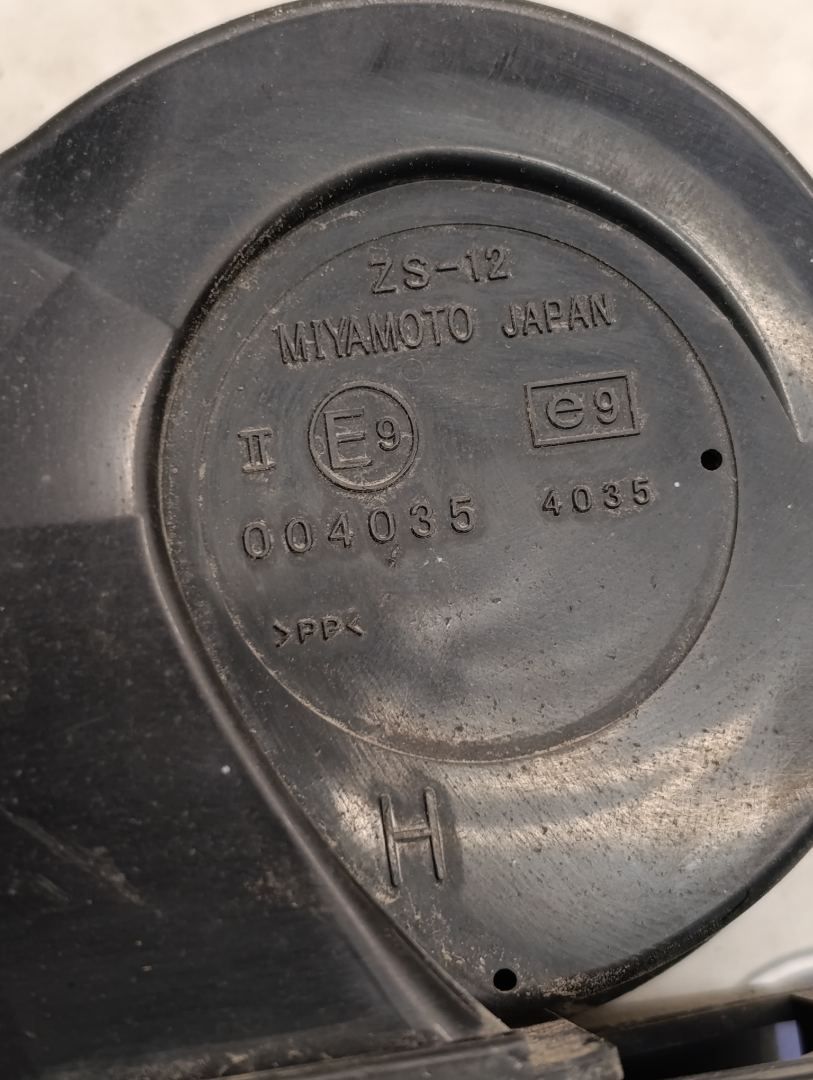 ZS-12
MIYAMOTO JAPAN
II E9 e9
004035 4035
>PP<
H